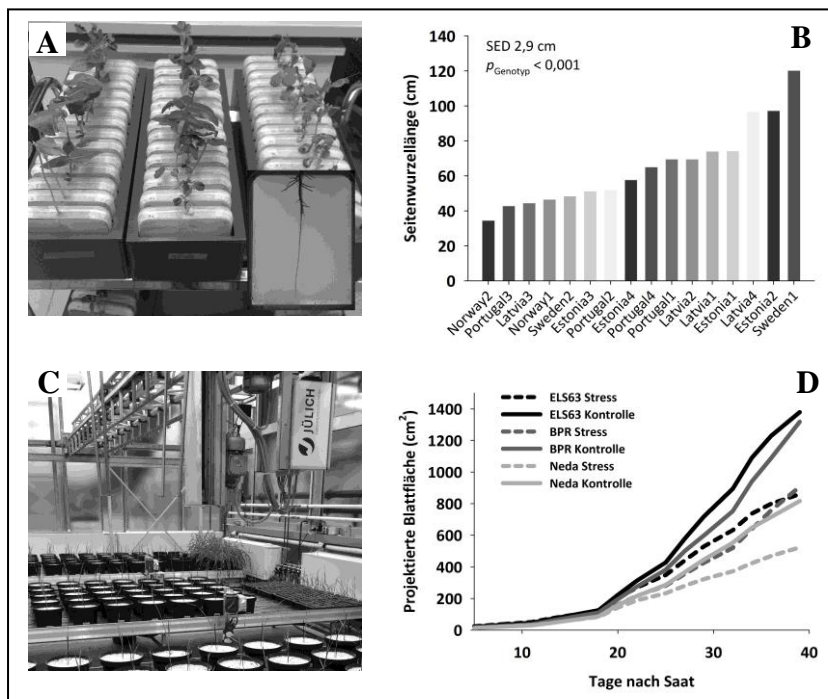 A
B
SED 2,9 cm
pGenotyp < 0,001
Seitenwurzellänge (cm)
140
120
100
80
60
40
20
0
Norway2
Portugal3
Latvia3
Norway1
Sweden2
Estonia3
Portugal2
Estonia4
Portugal4
Portugal1
Latvia2
Latvia1
Estonia1
Latvia4
Estonia2
Sweden1
C
JÜLICH
D
ELS63 Stress
ELS63 Kontrolle
BPR Stress
BPR Kontrolle
Neda Stress
Neda Kontrolle
Projektierte Blattfläche (cm²)
1400
1200
1000
800
600
400
200
0
10
20
30
40
Tage nach Saat